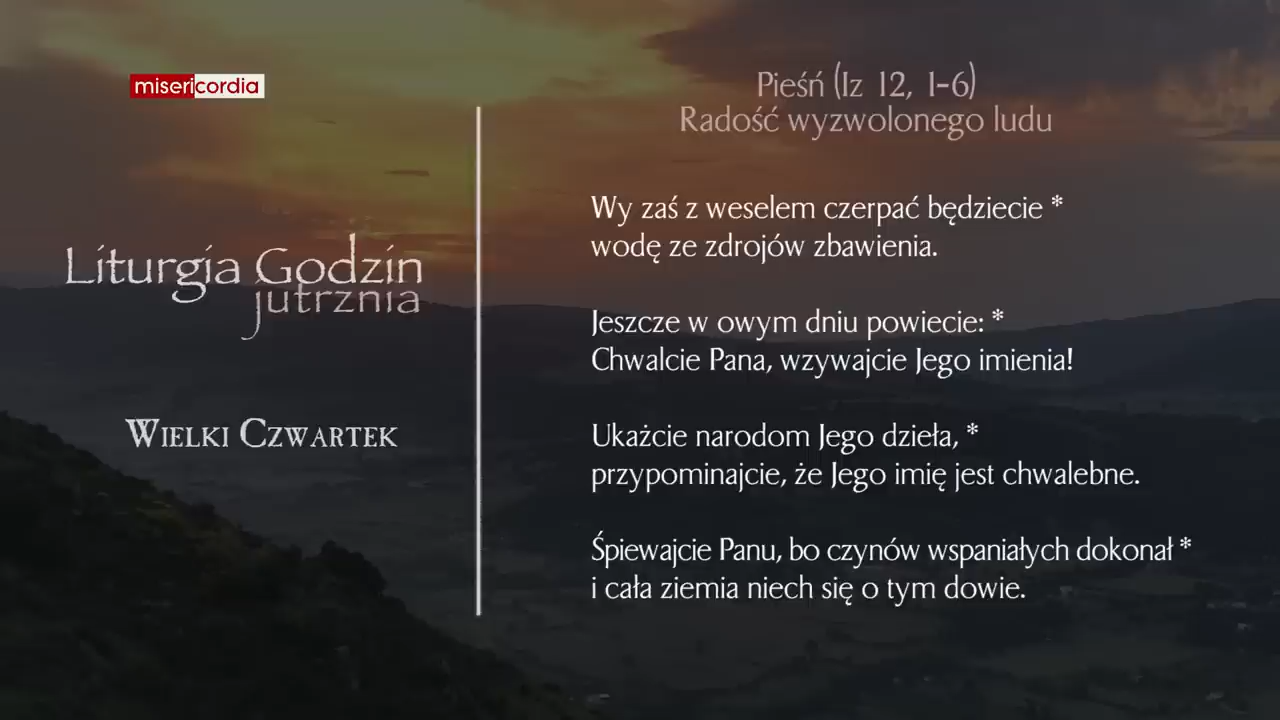 misericordia
Liturgia Godzin
jutrznia
Wielki Czwartek
Pieśń (Iz 12, 1-6)
Radość wyzwolonego ludu
Wy zaś z weselem czerpać będziecie *
wodę ze zdrojów zbawienia.
Jeszcze w owym dniu powiecie: *
Chwalcie Pana, wzywajcie Jego imienia!
Ukażcie narodom Jego dzieła, *
przypominajcie, że Jego imię jest chwalebne.
Śpiewajcie Panu, bo czynów wspaniałych dokonał *
i cała ziemia niech się o tym dowie.